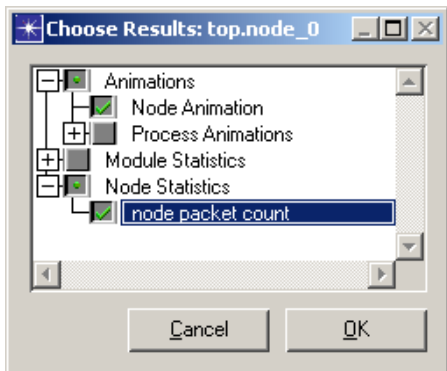 Choose Results: top.node_0
Animations
Node Animation
Process Animations
Module Statistics
Node Statistics
node packet count
Cancel OK